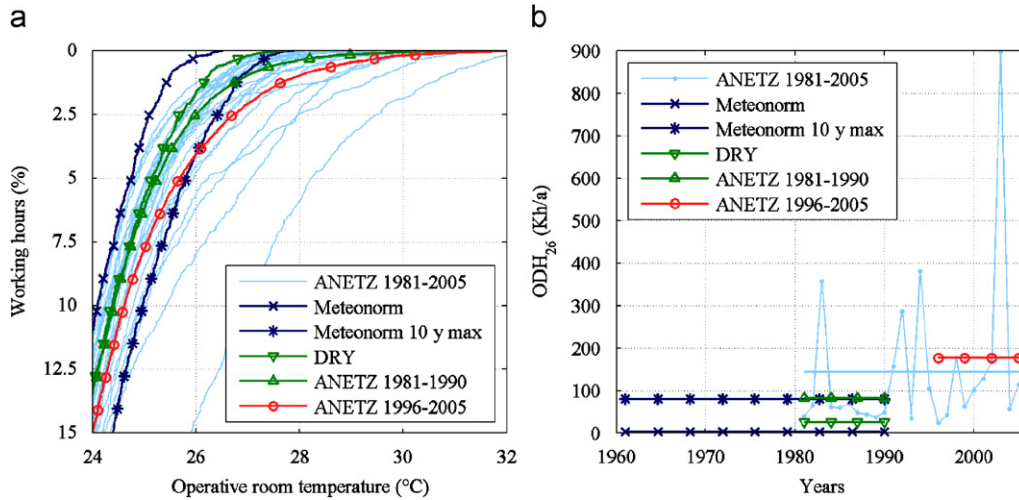 a
0
2.5
5
7.5
10
12.5
15
Working hours (%)
24 26 28 30 32
Operative room temperature (°C)
ANETZ 1981-2005
Meteonorm
Meteonorm 10 y max
DRY
ANETZ 1981-1990
ANETZ 1996-2005
b
900
800
700
600
500
400
300
200
100
0
ODH26 (Kh/a)
1960 1970 1980 1990 2000
Years
ANETZ 1981-2005
Meteonorm
Meteonorm 10 y max
DRY
ANETZ 1981-1990
ANETZ 1996-2005